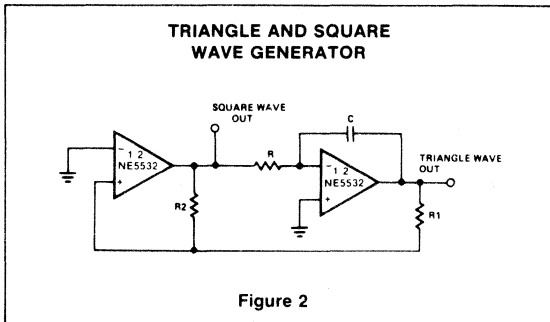 TRIANGLE AND SQUARE
WAVE GENERATOR
SQUARE WAVE
OUT
C
R
TRIANGLE WAVE
OUT
−
1 2
NE5532
+
−
1 2
NE5532
+
R2
R1
Figure 2